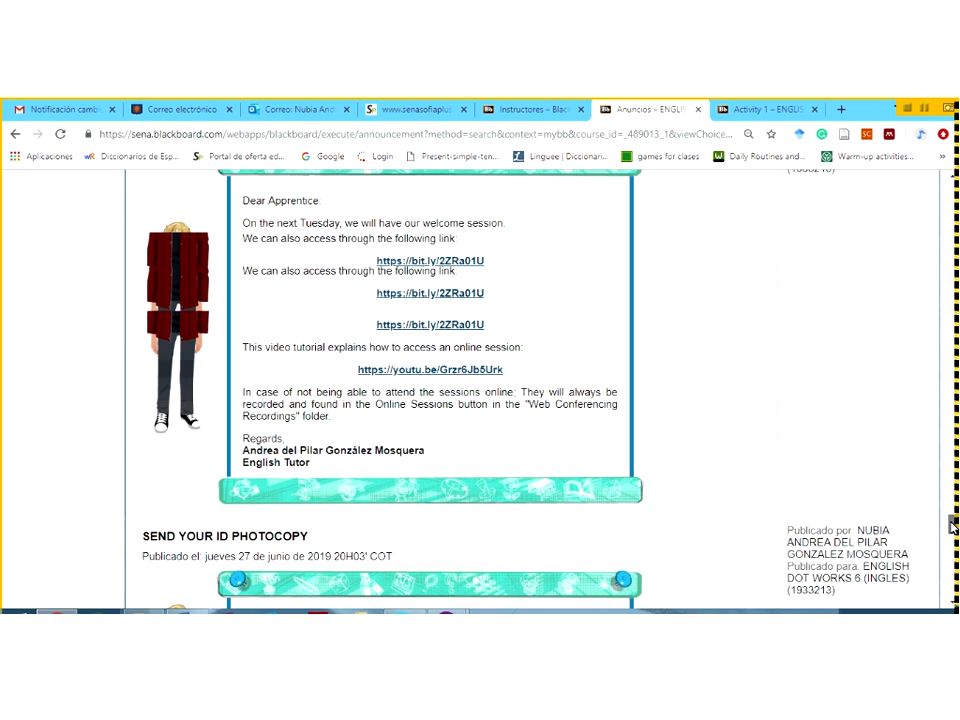 Notificación cambi
Correo electrónico
Correo: Nubia And
www.senasofiaplus.
Instructores – Black
Anuncios – ENGLIS
Activity 1 – ENGLIS
https://sena.blackboard.com/webapps/blackboard/execute/announcement?method=search&context=mybb&course_id=_489013_1&viewChoice...
Aplicaciones
Diccionarios de Esp...
Portal de oferta ed...
Google
Login
Present-simple-ten...
Linguee | Diccionari...
games for classes
Daily Routines and...
Warm-up activities...
»
Dear Apprentice:
On the next Tuesday, we will have our welcome session.
We can also access through the following link:
https://bit.ly/2ZRa01U
We can also access through the following link:
https://bit.ly/2ZRa01U
https://bit.ly/2ZRa01U
This video tutorial explains how to access an online session:
https://youtu.be/Grzr6Jb5Urk
In case of not being able to attend the sessions online; They will always be
recorded and found in the Online Sessions button in the "Web Conferencing
Recordings" folder.
Regards,
Andrea del Pilar González Mosquera
English Tutor
SEND YOUR ID PHOTOCOPY
Publicado el: jueves 27 de junio de 2019 20H03' COT
Publicado por: NUBIA
ANDREA DEL PILAR
GONZALEZ MOSQUERA
Publicado para: ENGLISH
DOT WORKS 6 (INGLES)
(1933213)